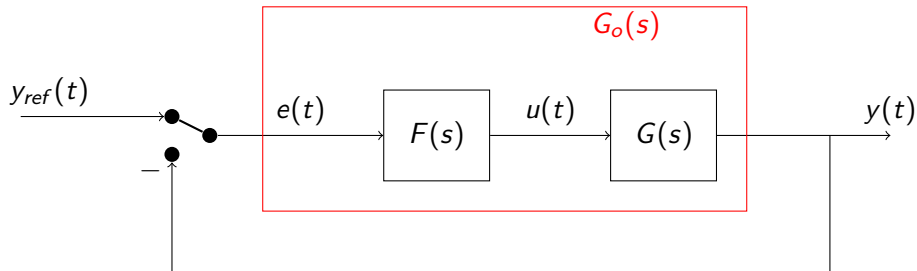 G_o(s)
y_ref(t)
e(t)
F(s)
u(t)
G(s)
y(t)
−